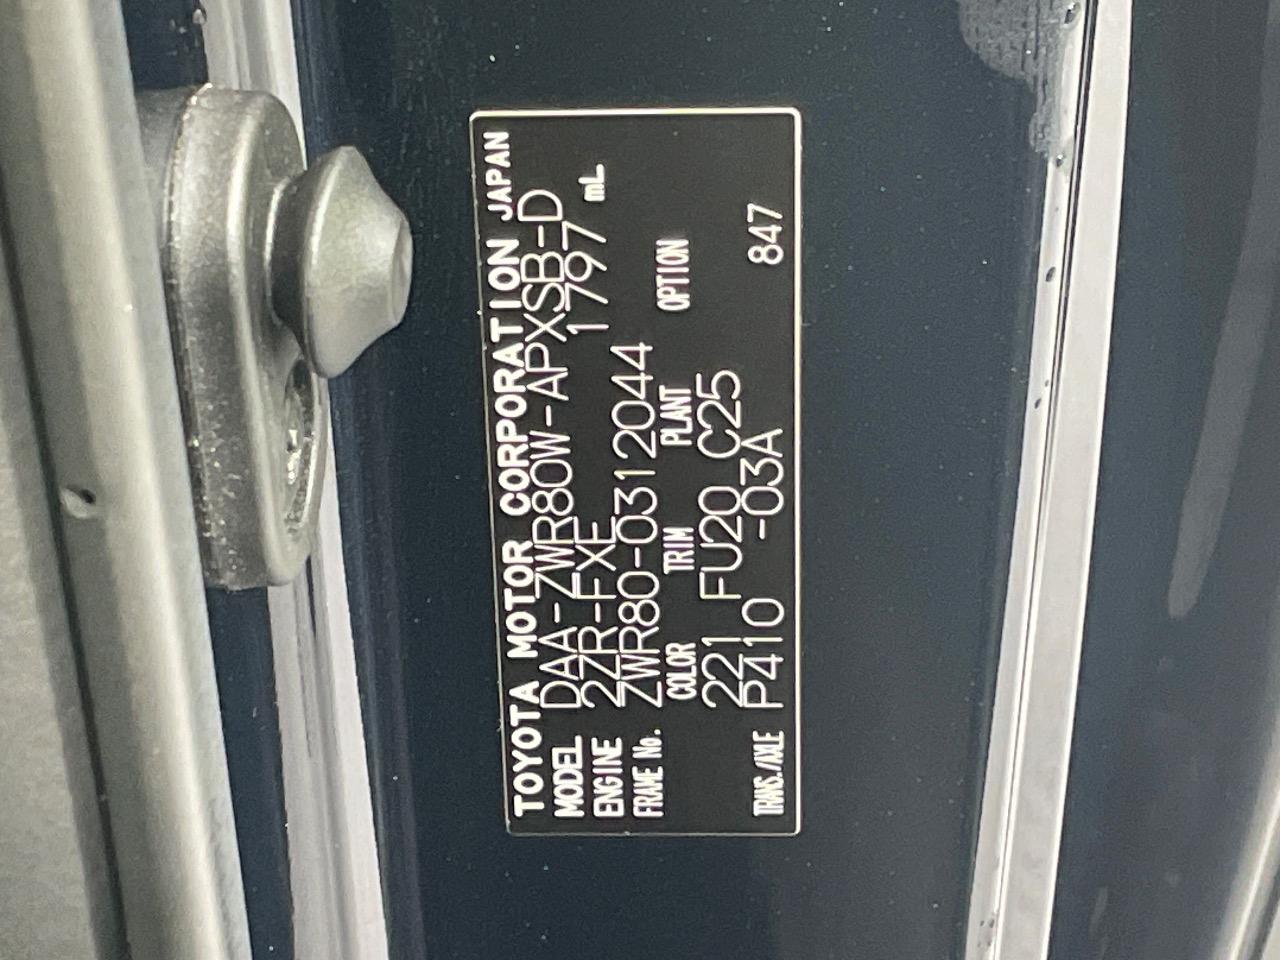 TOYOTA MOTOR CORPORATION JAPAN
MODEL DAA-ZWR80W-APXSB-D
ENGINE 2ZR-FXE 1797 mL
FRAME No. ZWR80-0312044
COLOR TRIM PLANT OPTION
221 FU20 C25
TRANS./AXLE P410 -03A 847